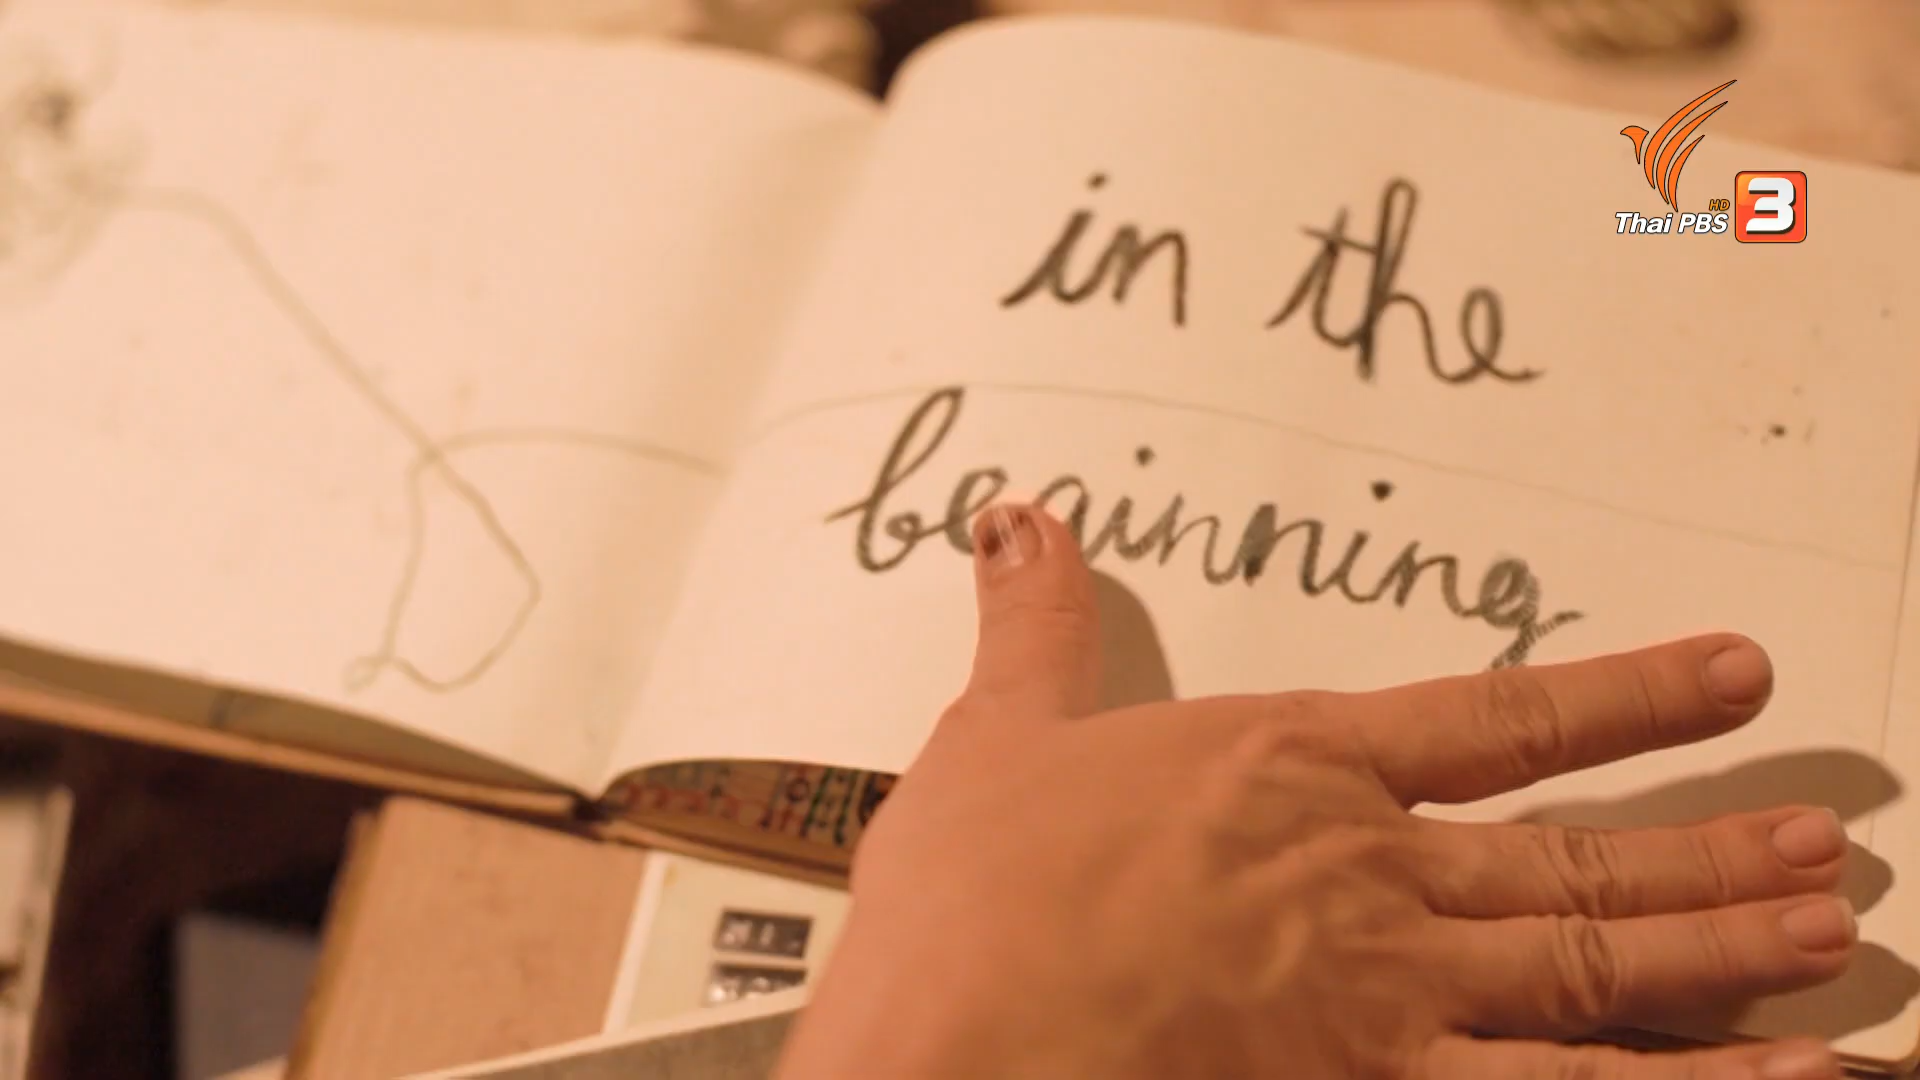 in the
beginning
HD
Thai PBS 3